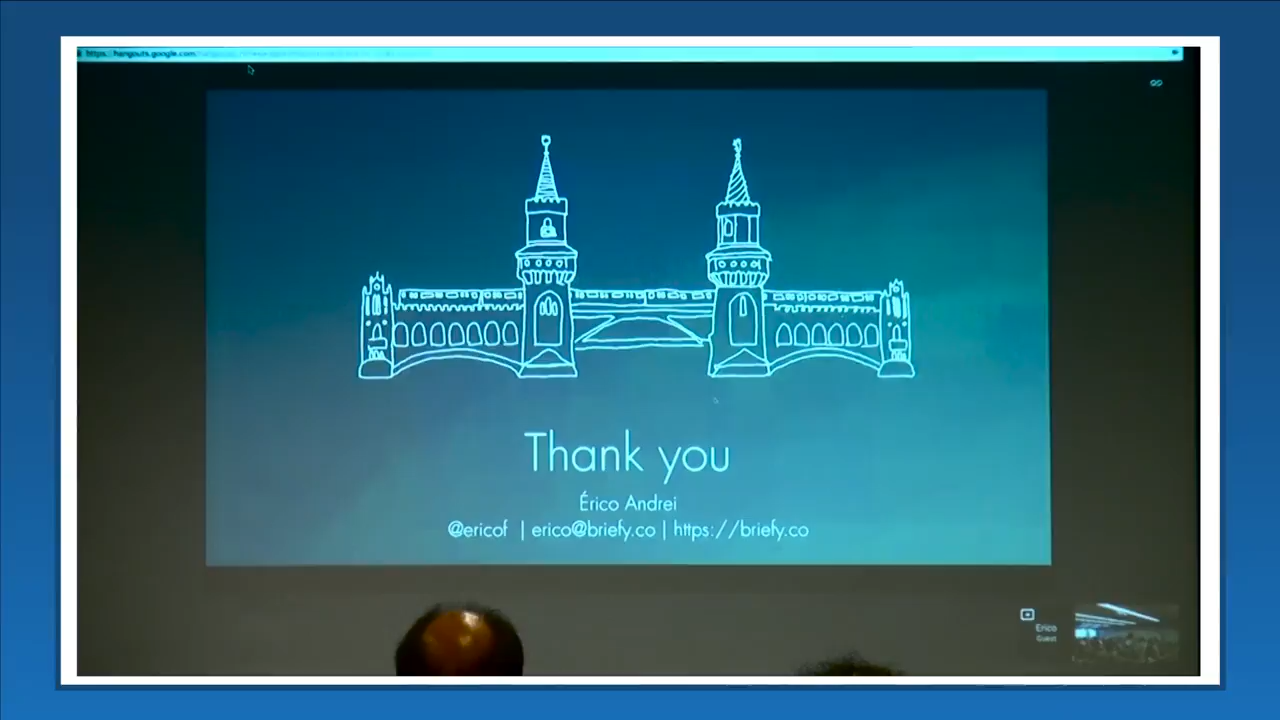 https://hangouts.google.com
Thank you
Érico Andrei
@ericof | erico@briefy.co | https://briefy.co
Erico
Guest